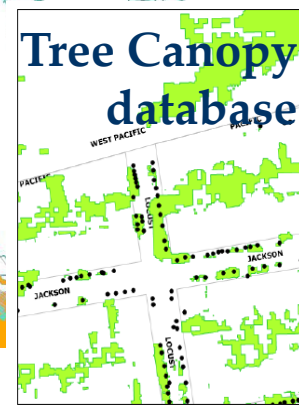 Tree Canopy
database
WEST PACIFIC
PACIFIC
PACIFIC
LOCUST
JACKSON
JACKSON
LOCUST